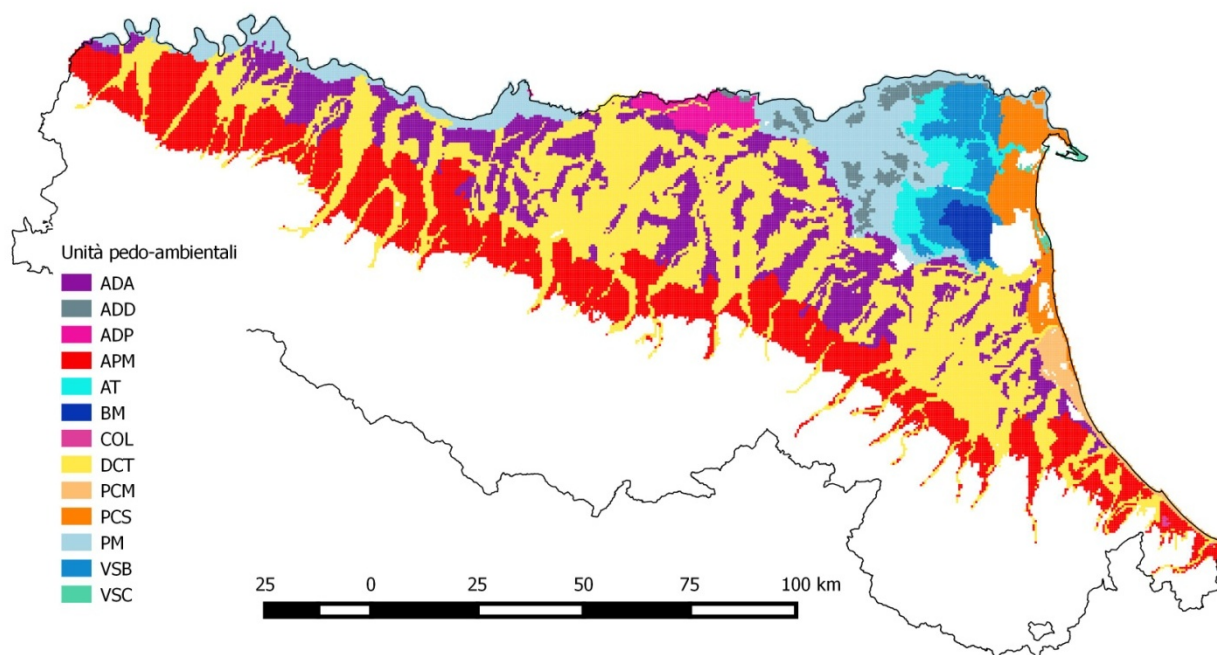 Unità pedo-ambientali
ADA
ADD
ADP
APM
AT
BM
COL
DCT
PCM
PCS
PM
VSB
VSC
25 0 25 50 75 100 km